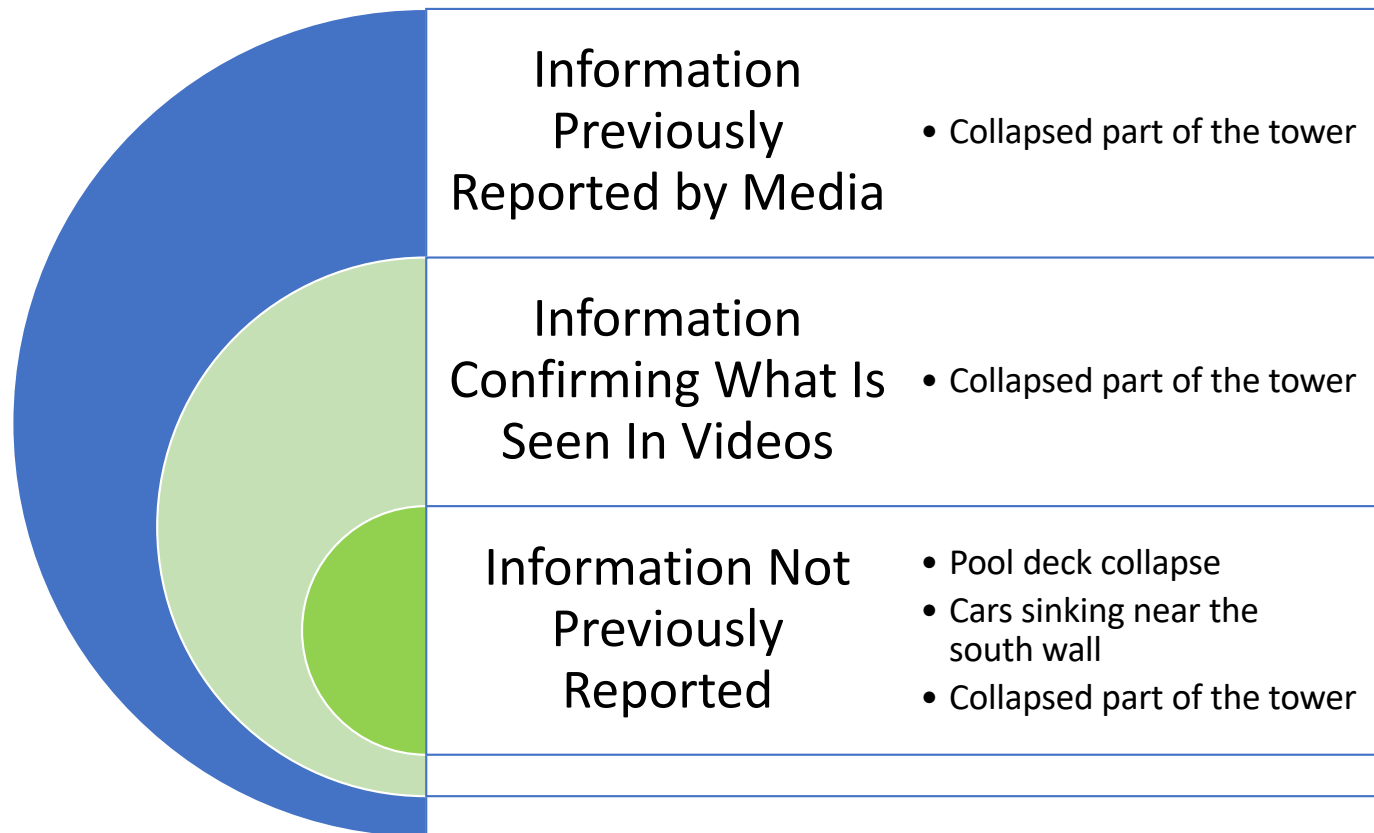 Information
Previously
Reported by Media
• Collapsed part of the tower
Information
Confirming What Is
Seen In Videos
• Collapsed part of the tower
Information Not
Previously
Reported
• Pool deck collapse
• Cars sinking near the
south wall
• Collapsed part of the tower